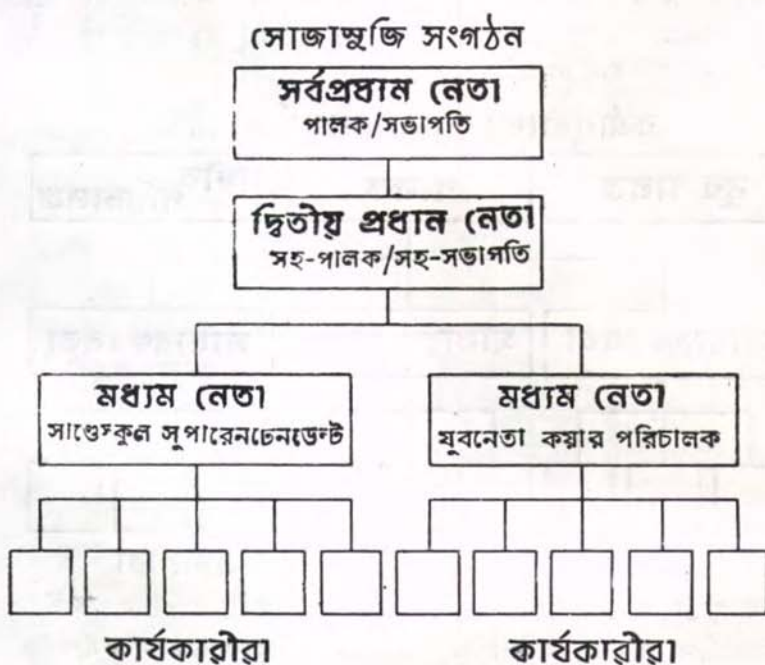 সোজাসুজি সংগঠন
সর্বপ্রধান নেতা
পালক/সভাপতি
দ্বিতীয় প্রধান নেতা
সহ-পালক/সহ-সভাপতি
মধ্যম নেতা
সাণ্ডেস্কুল সুপারেনটেনডেন্ট
মধ্যম নেতা
যুবনেতা কয়ার পরিচালক
কার্যকারীরা
কার্যকারীরা